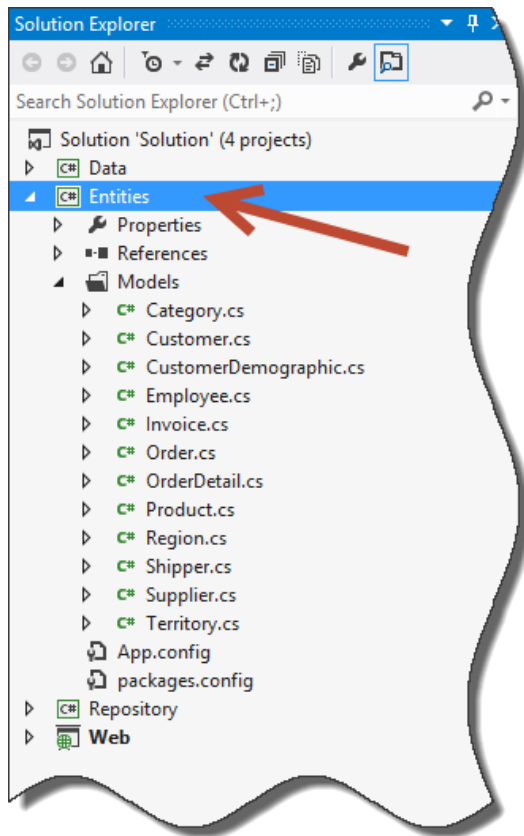 Solution Explorer
Search Solution Explorer (Ctrl+;)
Solution 'Solution' (4 projects)
C# Data
C# Entities
Properties
References
Models
C# Category.cs
C# Customer.cs
C# CustomerDemographic.cs
C# Employee.cs
C# Invoice.cs
C# Order.cs
C# OrderDetail.cs
C# Product.cs
C# Region.cs
C# Shipper.cs
C# Supplier.cs
C# Territory.cs
App.config
packages.config
C# Repository
Web